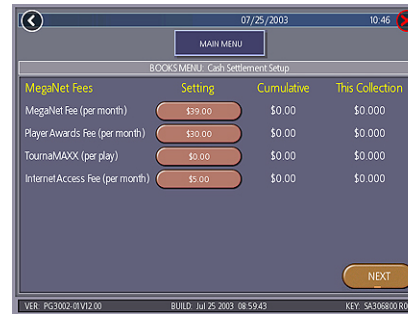 07/25/2003 10:46
MAIN MENU
BOOKS MENU: Cash Settlement Setup
MegaNet Fees Setting Cumulative This Collection
MegaNet Fee (per month) $39.00 $0.00 $0.000
Player Awards Fee (per month) $30.00 $0.00 $0.000
TournaMAXX (per play) $0.00 $0.00 $0.000
Internet Access Fee (per month) $5.00 $0.00 $0.000
NEXT
VER: PG3002-01V12.00 BUILD: Jul 25 2003 08:59:43 KEY: SA306800 R0